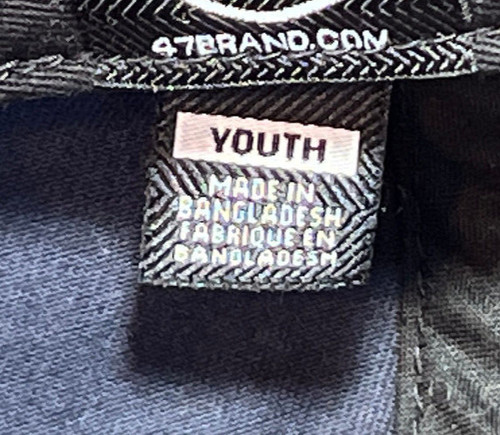 47BRAND.COM
YOUTH
MADE IN
BANGLADESH
FABRIQUE EN
BANGLADESH